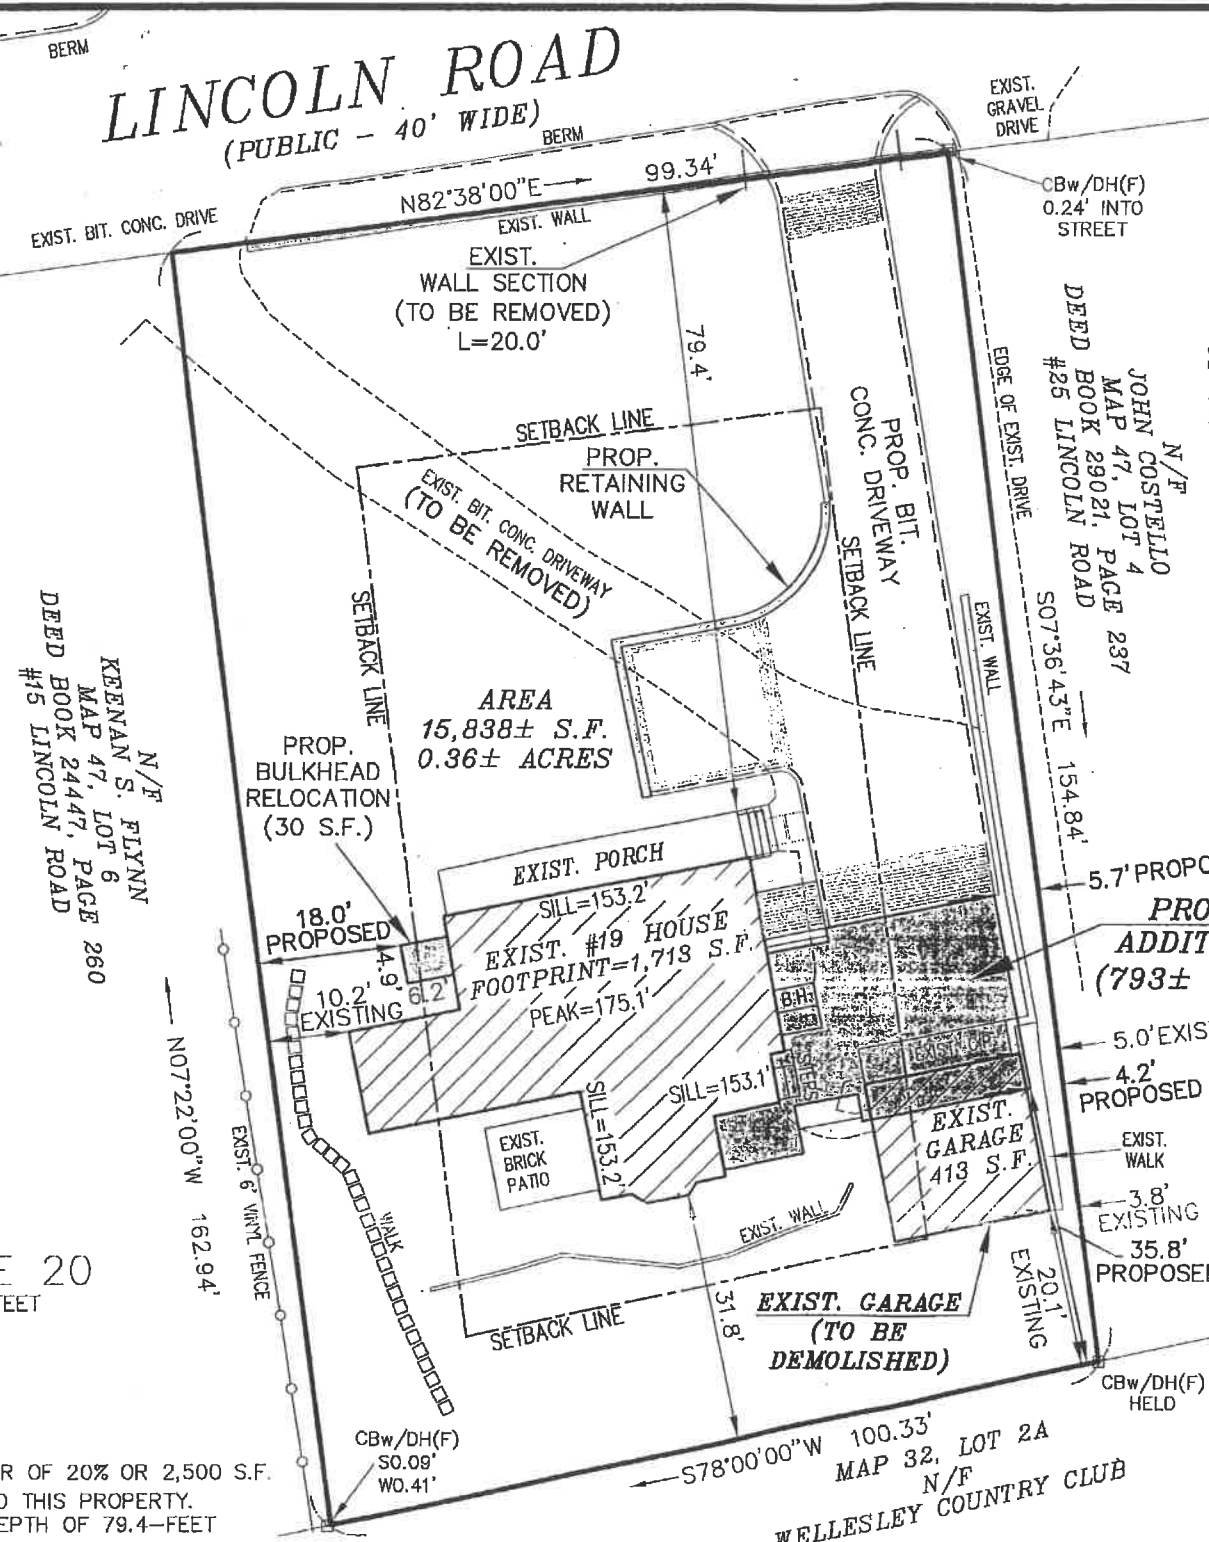 BERM
LINCOLN ROAD
(PUBLIC - 40' WIDE)
BERM
EXIST.
GRAVEL
DRIVE
N82°38'00"E
99.34'
EXIST. BIT. CONC. DRIVE
EXIST. WALL
CBw/DH(F)
0.24' INTO
STREET
EXIST.
WALL SECTION
(TO BE REMOVED)
L=20.0'
79.4'
N/F
JOHN COSTELLO
MAP 47, LOT 4
DEED BOOK 29021, PAGE 237
#25 LINCOLN ROAD
EDGE OF EXIST. DRIVE
SETBACK LINE
PROP.
RETAINING
WALL
PROP. BIT.
CONC. DRIVEWAY
EXIST. BIT. CONC. DRIVEWAY
(TO BE REMOVED)
SETBACK LINE
SETBACK LINE
EXIST. WALL
S07°36'43"E 154.84'
N/F
KEENAN S. FLYNN
MAP 47, LOT 6
DEED BOOK 24447, PAGE 260
#15 LINCOLN ROAD
AREA
15,838± S.F.
0.36± ACRES
PROP.
BULKHEAD
RELOCATION
(30 S.F.)
EXIST. PORCH
SILL=153.2'
EXIST. #19 HOUSE
FOOTPRINT=1,713 S.F.
PEAK=175.1'
18.0'
PROPOSED
4.9'
6.2'
10.2'
EXISTING
B.H.
STEPS
5.7' PROPO
PRO
ADDIT
(793±
5.0' EXIS
4.2'
PROPOSED
SILL=153.1'
SILL=153.2'
EXIST.
BRICK
PATIO
EXIST.
GARAGE
413 S.F.
EXIST.
WALK
3.8'
EXISTING
35.8'
PROPOSED
N07°22'00"W 162.94'
EXIST. 6' VINYL FENCE
WALK
EXIST. WALL
SETBACK LINE
31.8'
EXIST. GARAGE
(TO BE
DEMOLISHED)
20.1'
EXISTING
E 20
FEET
CBw/DH(F)
HELD
CBw/DH(F)
S0.09'
W0.41'
S78°00'00"W 100.33'
MAP 32, LOT 2A
N/F
WELLESLEY COUNTRY CLUB
R OF 20% OR 2,500 S.F.
O THIS PROPERTY.
EPTH OF 79.4-FEET